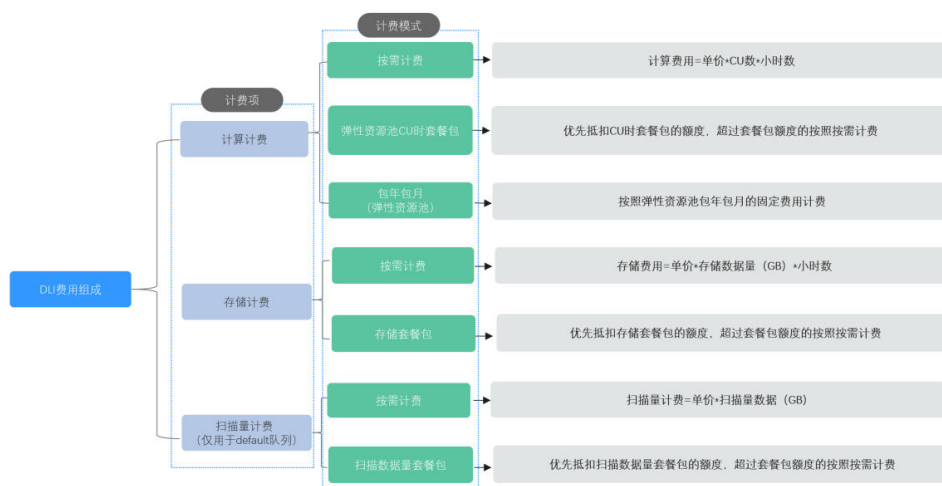 计费模式
按需计费
计算费用=单价*CU数*小时数
计费项
计算计费
弹性资源池CU时套餐包
优先抵扣CU时套餐包的额度，超过套餐包额度的按照按需计费
包年包月
（弹性资源池）
按照弹性资源池包年包月的固定费用计费
DLI费用组成
存储计费
按需计费
存储费用=单价*存储数据量（GB）*小时数
存储套餐包
优先抵扣存储套餐包的额度，超过套餐包额度的按照按需计费
扫描量计费
（仅用于default队列）
按需计费
扫描量计费=单价*扫描量数据（GB）
扫描数据量套餐包
优先抵扣扫描数据量套餐包的额度，超过套餐包额度的按照按需计费